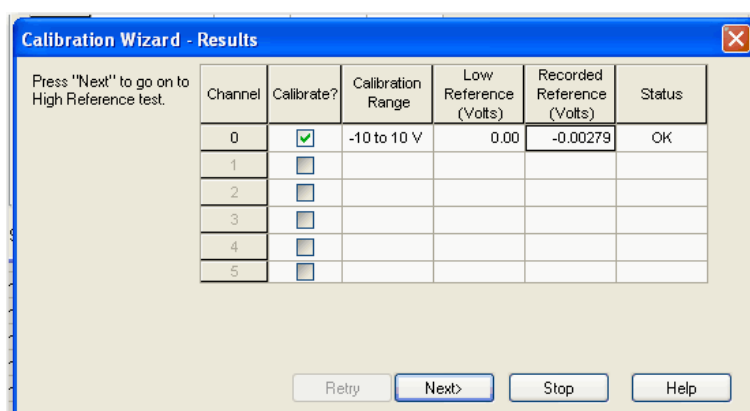 Calibration Wizard - Results
Press "Next" to go on to
High Reference test.
Channel Calibrate? Calibration Range Low Reference (Volts) Recorded Reference (Volts) Status
0 -10 to 10 V 0.00 -0.00279 OK
1
2
3
4
5
Retry Next> Stop Help